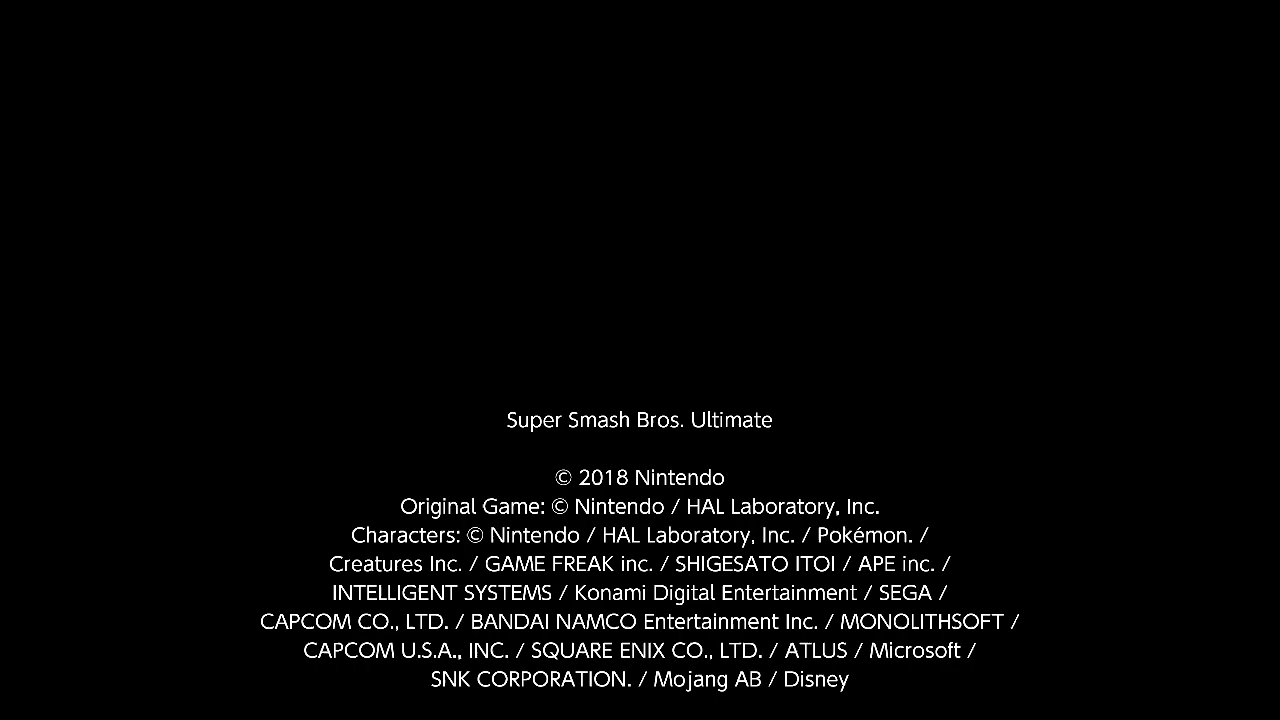 Super Smash Bros. Ultimate
© 2018 Nintendo
Original Game: © Nintendo / HAL Laboratory, Inc.
Characters: © Nintendo / HAL Laboratory, Inc. / Pokémon. /
Creatures Inc. / GAME FREAK inc. / SHIGESATO ITOI / APE inc. /
INTELLIGENT SYSTEMS / Konami Digital Entertainment / SEGA /
CAPCOM CO., LTD. / BANDAI NAMCO Entertainment Inc. / MONOLITHSOFT /
CAPCOM U.S.A., INC. / SQUARE ENIX CO., LTD. / ATLUS / Microsoft /
SNK CORPORATION. / Mojang AB / Disney